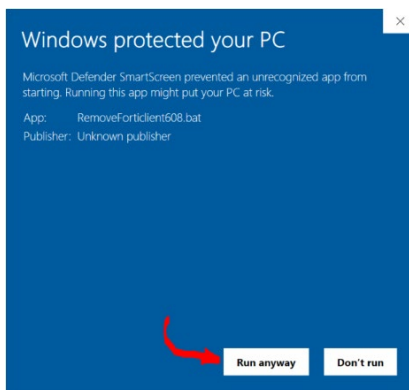 Windows protected your PC
Microsoft Defender SmartScreen prevented an unrecognized app from
starting. Running this app might put your PC at risk.
App: RemoveForticlient608.bat
Publisher: Unknown publisher
Run anyway Don't run